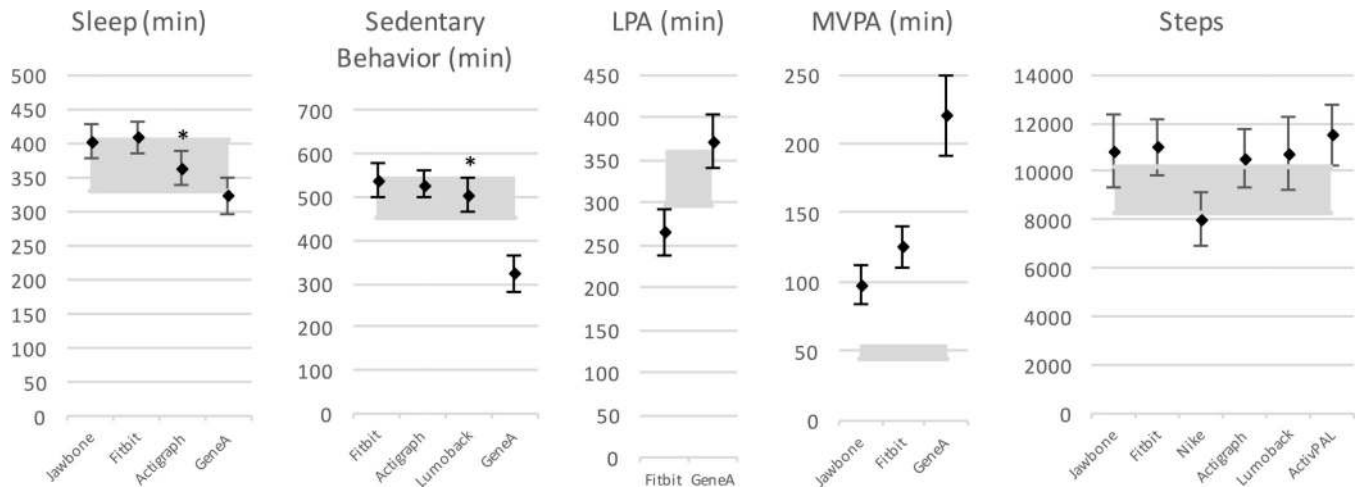 Sleep (min)
500
450
400
350
300
250
200
150
100
50
0
*
Jawbone
Fitbit
Actigraph
GeneA
Sedentary
Behavior (min)
700
600
500
400
300
200
100
0
*
Fitbit
Actigraph
Lumoback
GeneA
LPA (min)
450
400
350
300
250
200
150
100
50
0
Fitbit GeneA
MVPA (min)
250
200
150
100
50
0
Jawbone
Fitbit
GeneA
Steps
14000
12000
10000
8000
6000
4000
2000
0
Jawbone
Fitbit
Nike
Actigraph
Lumoback
ActivPAL